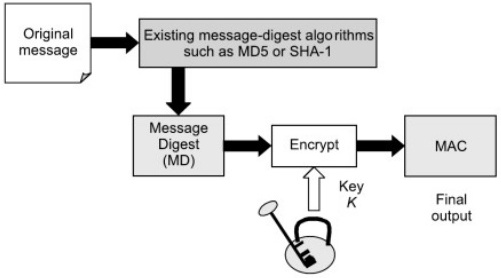 Original
message
Existing message-digest algorithms
such as MD5 or SHA-1
Message
Digest
(MD)
Encrypt
MAC
Key
K
Final
output